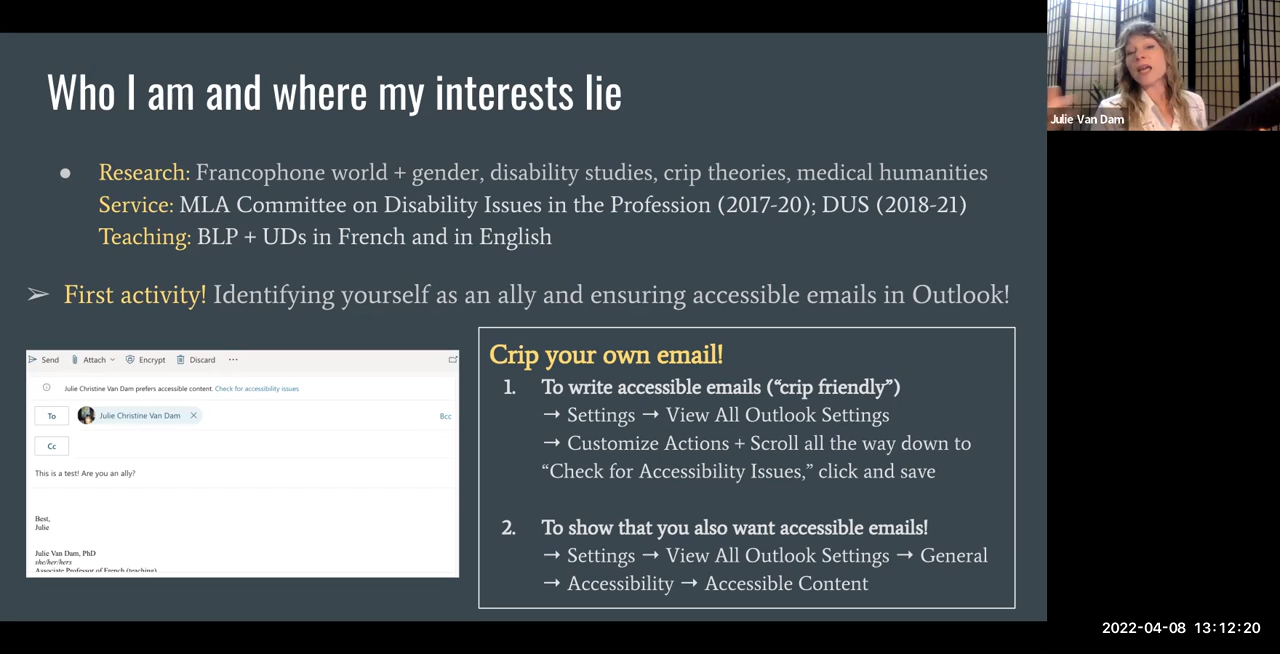 Who I am and where my interests lie
● Research: Francophone world + gender, disability studies, crip theories, medical humanities
Service: MLA Committee on Disability Issues in the Profession (2017-20); DUS (2018-21)
Teaching: BLP + UDs in French and in English
➢ First activity! Identifying yourself as an ally and ensuring accessible emails in Outlook!
Send Attach Encrypt Discard ...
Julie Christine Van Dam prefers accessible content. Check for accessibility issues
To Julie Christine Van Dam X Bcc
Cc
This is a test! Are you an ally?
Best,
Julie
Julie Van Dam, PhD
she/her/hers
Associate Professor of French (teaching)
Crip your own email!
1. To write accessible emails (“crip friendly”)
→ Settings → View All Outlook Settings
→ Customize Actions + Scroll all the way down to
“Check for Accessibility Issues,” click and save
2. To show that you also want accessible emails!
→ Settings → View All Outlook Settings → General
→ Accessibility → Accessible Content
Julie Van Dam
2022-04-08 13:12:20